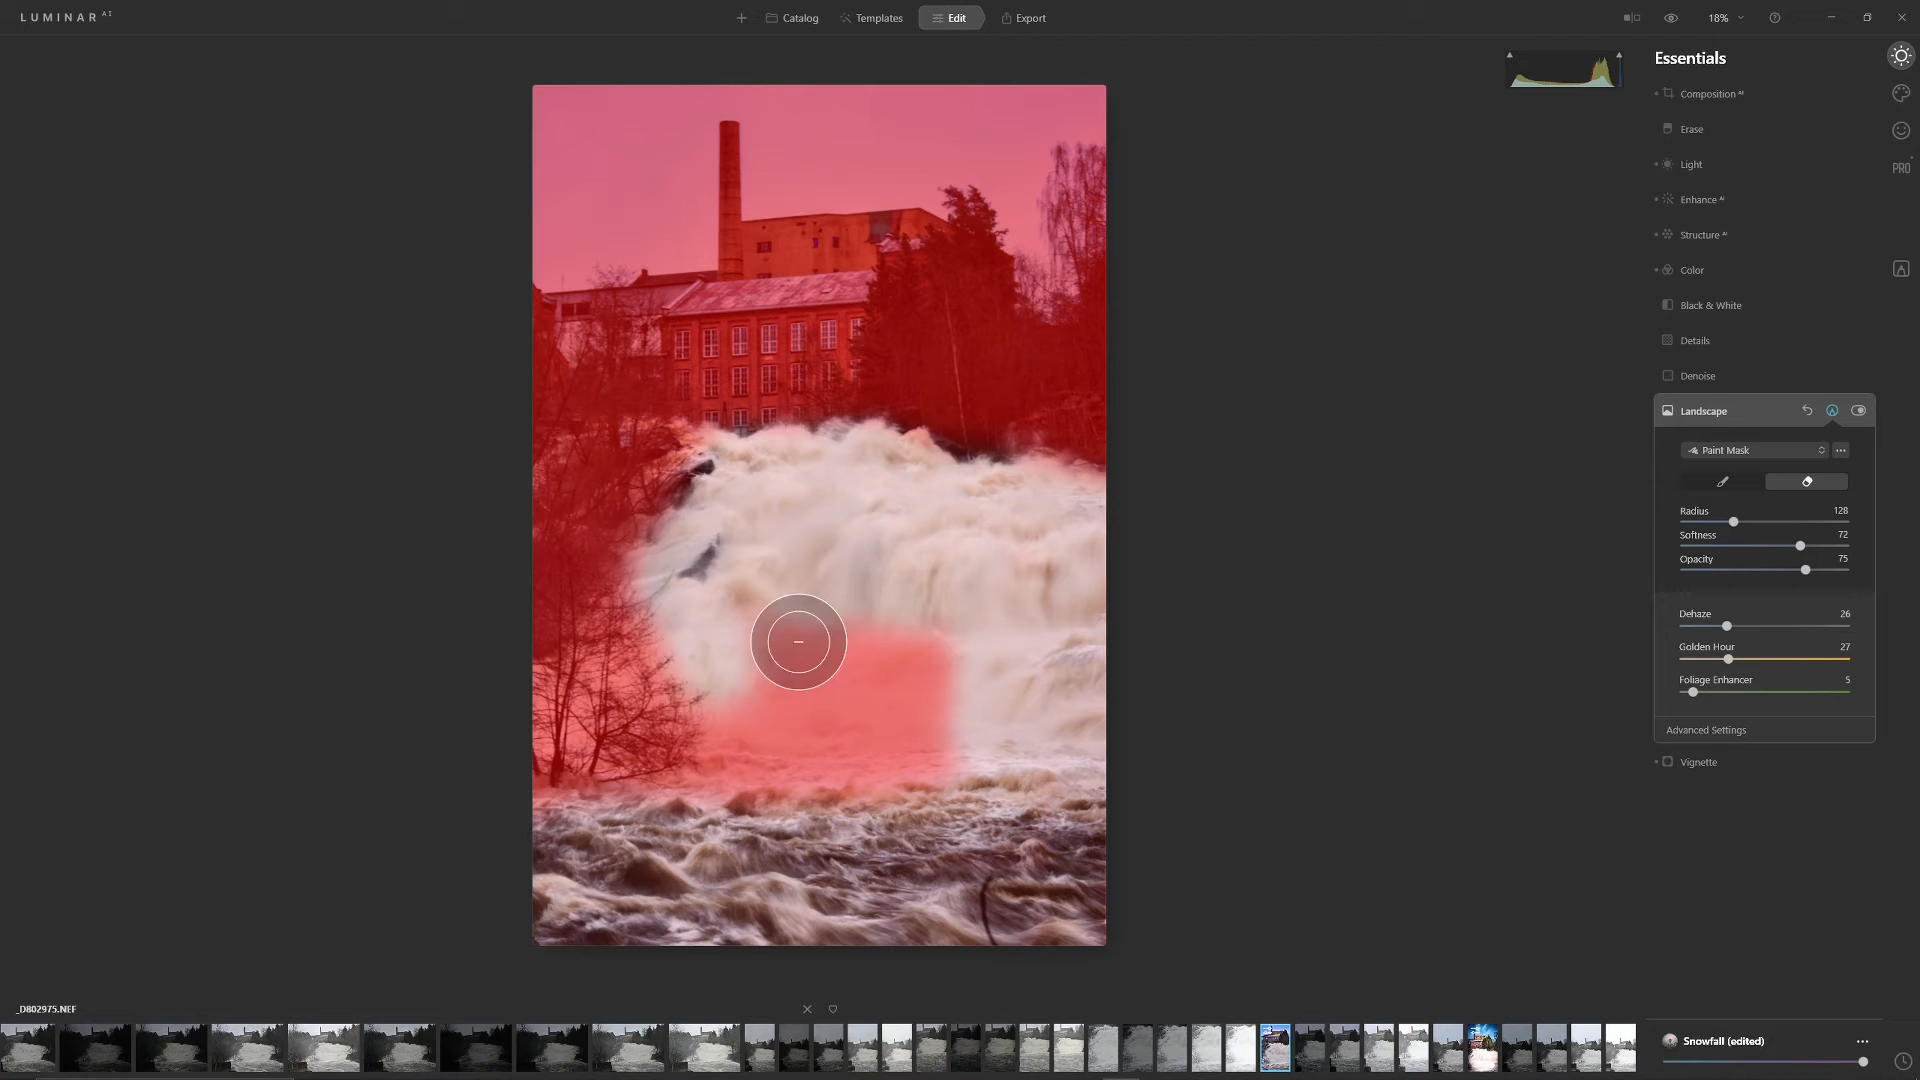 LUMINAR AI
Catalog
Templates
Edit
Export
18%
Essentials
Composition AI
Erase
Light
Enhance AI
Structure AI
Color
Black & White
Details
Denoise
Landscape
Paint Mask
Radius 128
Softness 72
Opacity 75
Dehaze 26
Golden Hour 27
Foliage Enhancer 5
Advanced Settings
Vignette
PRO
_D802975.NEF
Snowfall (edited)